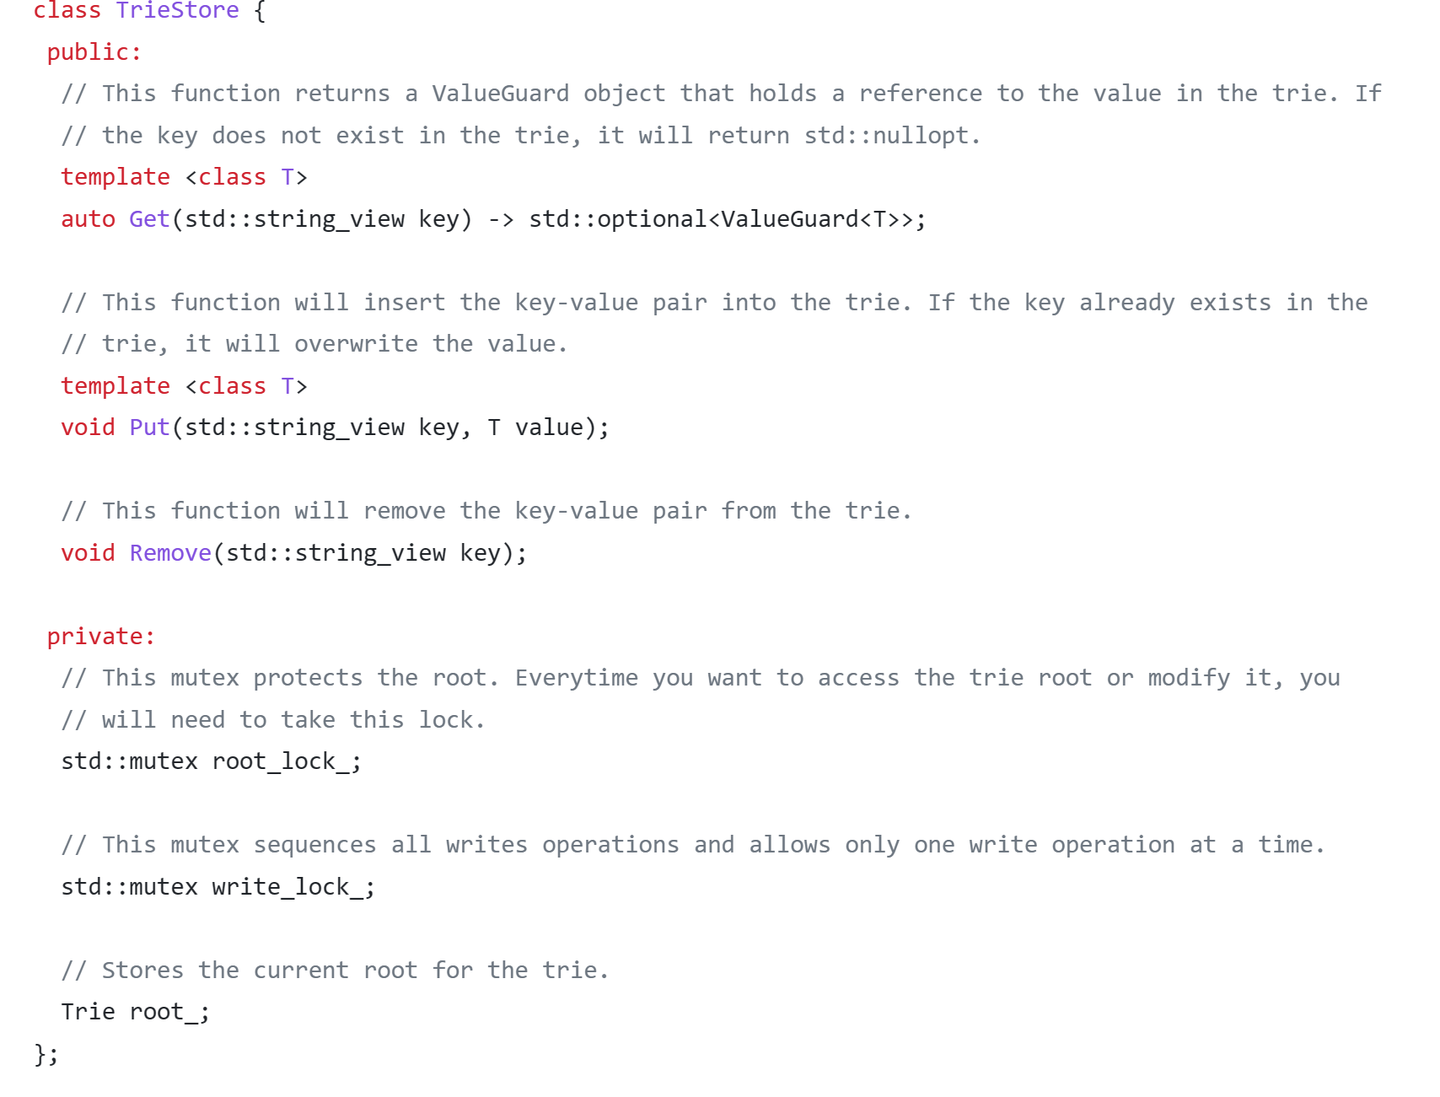 class TrieStore {
 public:
  // This function returns a ValueGuard object that holds a reference to the value in the trie. If
  // the key does not exist in the trie, it will return std::nullopt.
  template <class T>
  auto Get(std::string_view key) -> std::optional<ValueGuard<T>>;

  // This function will insert the key-value pair into the trie. If the key already exists in the
  // trie, it will overwrite the value.
  template <class T>
  void Put(std::string_view key, T value);

  // This function will remove the key-value pair from the trie.
  void Remove(std::string_view key);

 private:
  // This mutex protects the root. Everytime you want to access the trie root or modify it, you
  // will need to take this lock.
  std::mutex root_lock_;

  // This mutex sequences all writes operations and allows only one write operation at a time.
  std::mutex write_lock_;

  // Stores the current root for the trie.
  Trie root_;
};